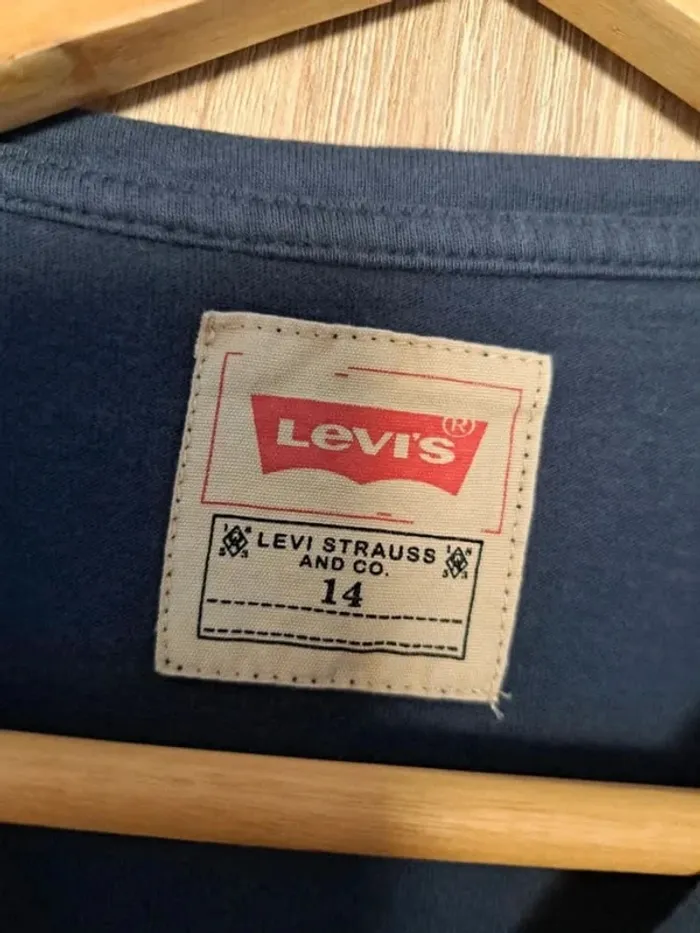 LEVI'S®
LEVI STRAUSS
AND CO.
14